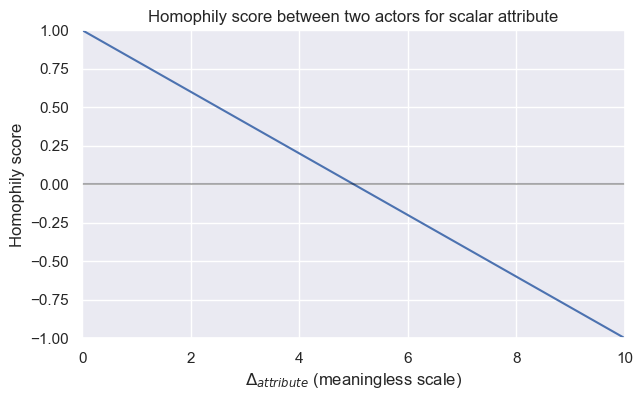 Homophily score between two actors for scalar attribute
1.00
0.75
0.50
0.25
0.00
−0.25
−0.50
−0.75
−1.00
Homophily score
0 2 4 6 8 10
Δattribute (meaningless scale)